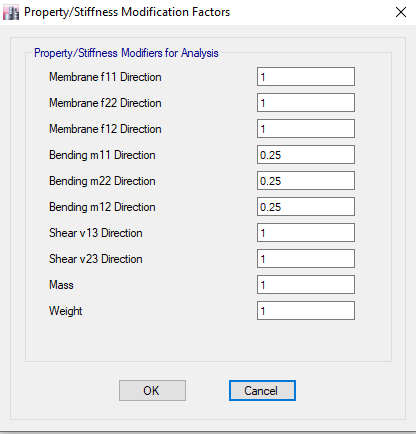 Property/Stiffness Modification Factors
Property/Stiffness Modifiers for Analysis
Membrane f11 Direction 1
Membrane f22 Direction 1
Membrane f12 Direction 1
Bending m11 Direction 0.25
Bending m22 Direction 0.25
Bending m12 Direction 0.25
Shear v13 Direction 1
Shear v23 Direction 1
Mass 1
Weight 1
OK Cancel